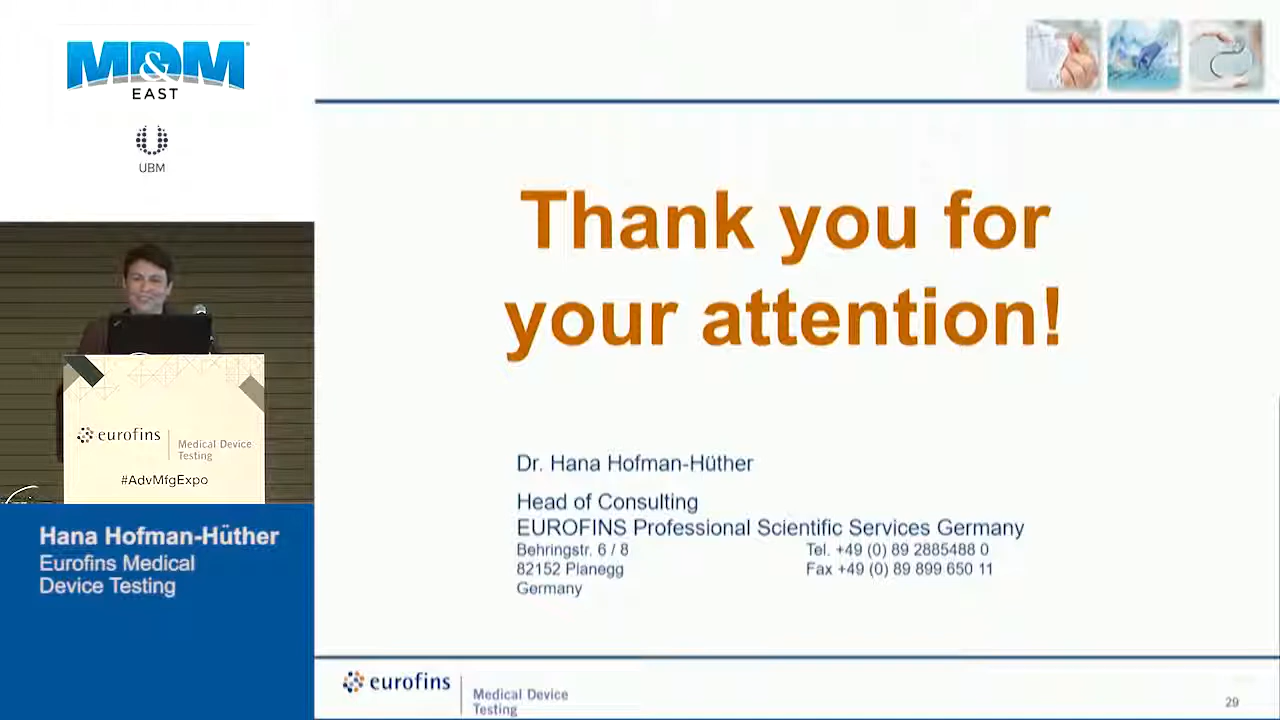 MD&M
EAST
UBM
eurofins
Medical Device
Testing
#AdvMfgExpo
Hana Hofman-Hüther
Eurofins Medical
Device Testing
Thank you for
your attention!
Dr. Hana Hofman-Hüther
Head of Consulting
EUROFINS Professional Scientific Services Germany
Behringstr. 6 / 8
Tel. +49 (0) 89 2885488 0
82152 Planegg
Fax +49 (0) 89 899 650 11
Germany
eurofins
Medical Device
Testing
29